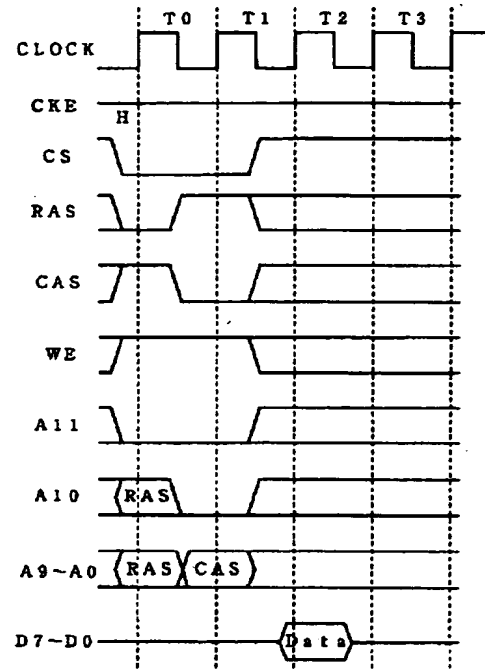 T0 T1 T2 T3
CLOCK
CKE
H
CS
RAS
CAS
WE
A11
A10 RAS
A9~A0 RAS CAS
D7~D0 Data